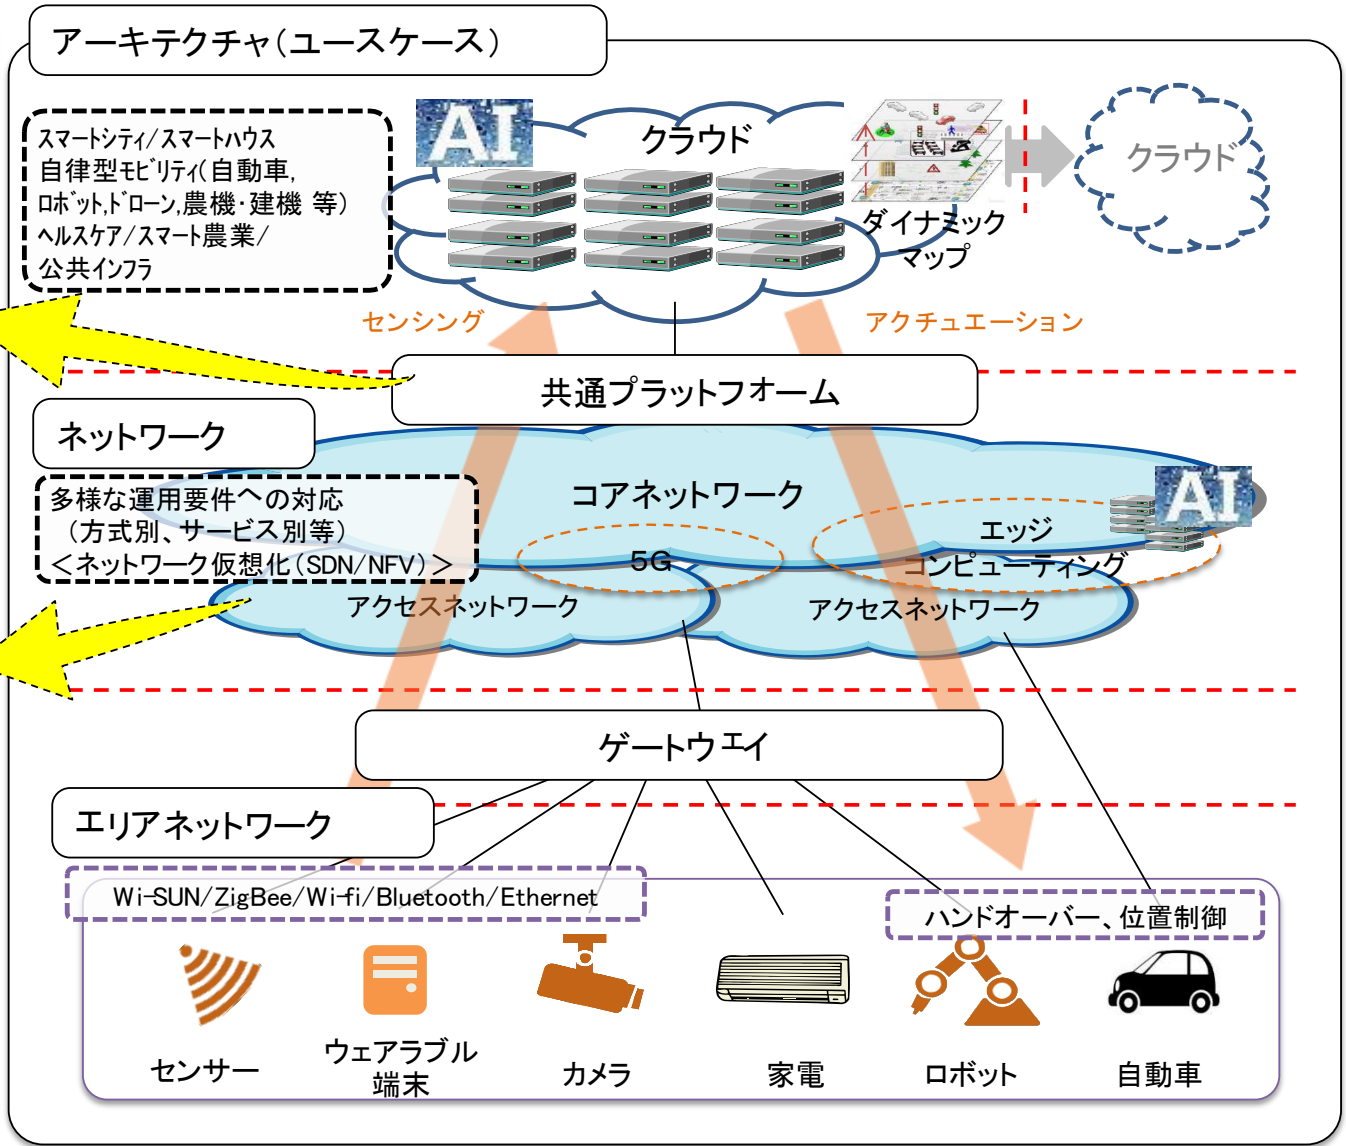 アーキテクチャ(ユースケース)
スマートシティ/スマートハウス
自律型モビリティ(自動車,
ロボット,ドローン,農機・建機 等)
ヘルスケア/スマート農業/
公共インフラ
AI
クラウド
ダイナミック
マップ
クラウド
センシング
アクチュエーション
共通プラットフォーム
ネットワーク
多様な運用要件への対応
(方式別、サービス別等)
<ネットワーク仮想化(SDN/NFV)>
コアネットワーク
AI
5G
エッジ
コンピューティング
アクセスネットワーク
アクセスネットワーク
ゲートウエイ
エリアネットワーク
Wi-SUN/ZigBee/Wi-fi/Bluetooth/Ethernet
ハンドオーバー、位置制御
センサー
ウェアラブル
端末
カメラ
家電
ロボット
自動車